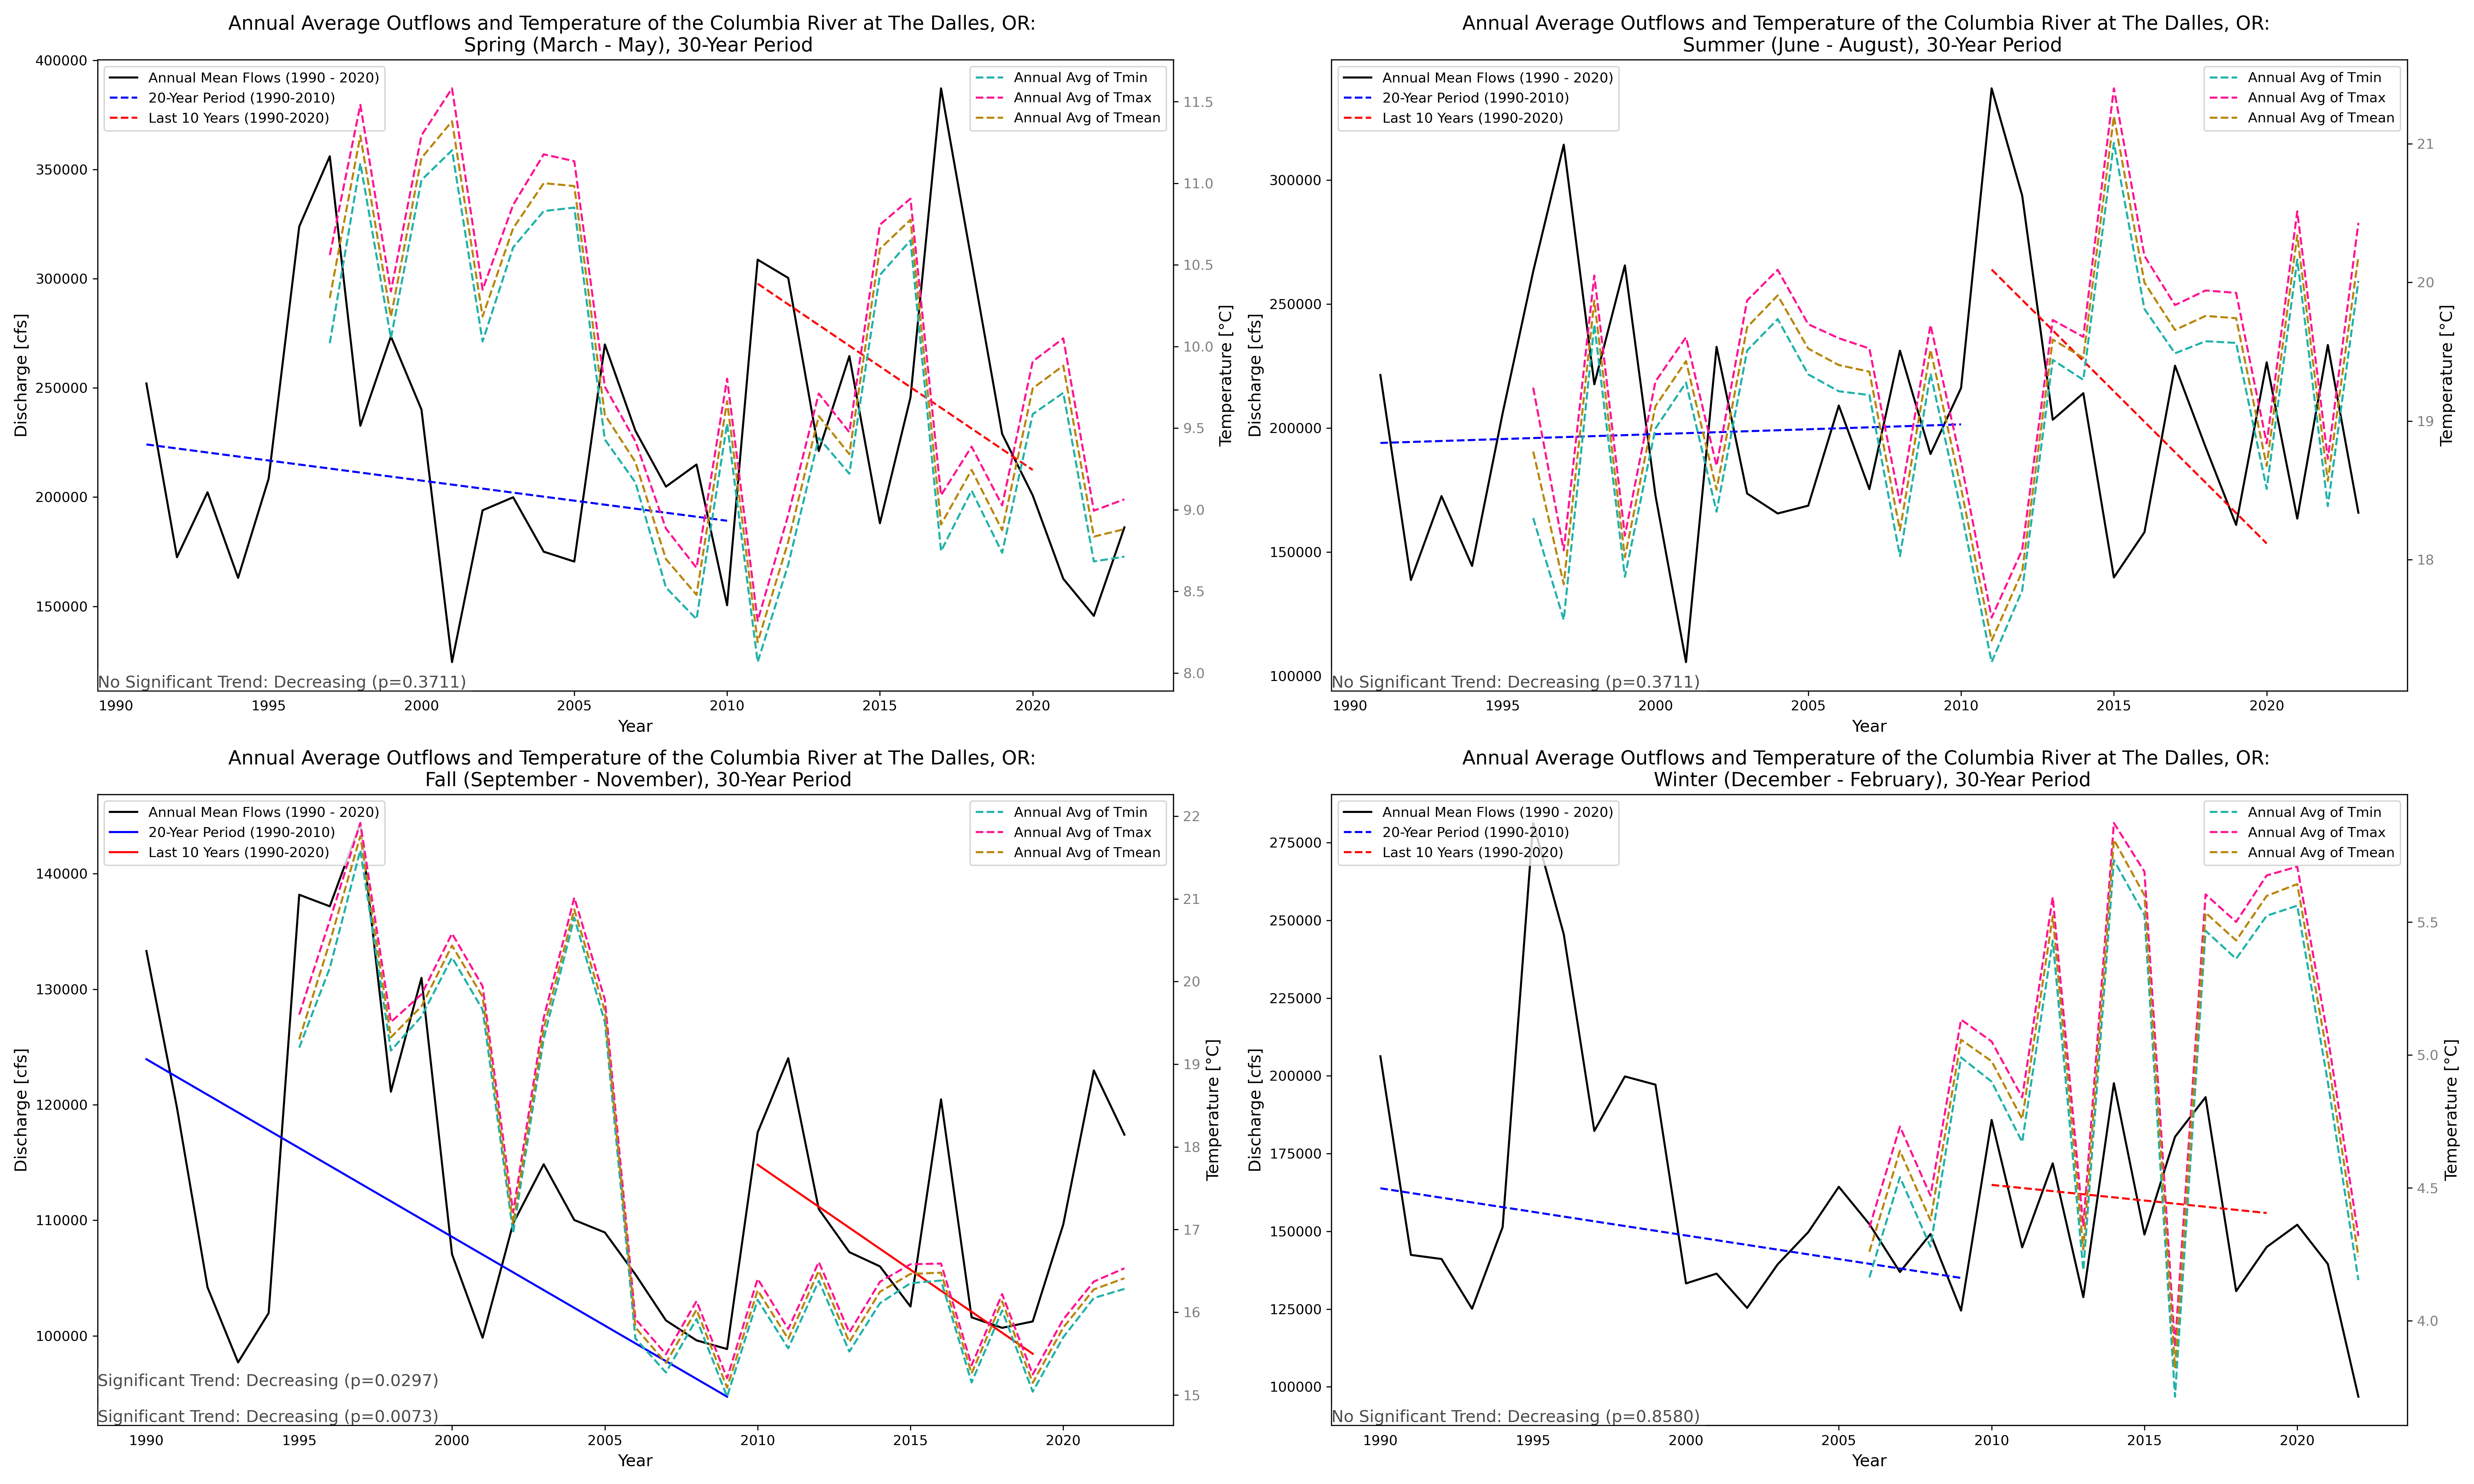 Annual Average Outflows and Temperature of the Columbia River at The Dalles, OR:
Spring (March - May), 30-Year Period
Annual Mean Flows (1990 - 2020)
20-Year Period (1990-2010)
Last 10 Years (1990-2020)
Annual Avg of Tmin
Annual Avg of Tmax
Annual Avg of Tmean
400000
350000
300000
250000
200000
150000
Discharge [cfs]
11.5
11.0
10.5
10.0
9.5
9.0
8.5
8.0
Temperature [°C]
No Significant Trend: Decreasing (p=0.3711)
1990 1995 2000 2005 2010 2015 2020
Year
Annual Average Outflows and Temperature of the Columbia River at The Dalles, OR:
Summer (June - August), 30-Year Period
Annual Mean Flows (1990 - 2020)
20-Year Period (1990-2010)
Last 10 Years (1990-2020)
Annual Avg of Tmin
Annual Avg of Tmax
Annual Avg of Tmean
300000
250000
200000
150000
100000
Discharge [cfs]
21
20
19
18
Temperature [°C]
No Significant Trend: Decreasing (p=0.3711)
1990 1995 2000 2005 2010 2015 2020
Year
Annual Average Outflows and Temperature of the Columbia River at The Dalles, OR:
Fall (September - November), 30-Year Period
Annual Mean Flows (1990 - 2020)
20-Year Period (1990-2010)
Last 10 Years (1990-2020)
Annual Avg of Tmin
Annual Avg of Tmax
Annual Avg of Tmean
140000
130000
120000
110000
100000
Discharge [cfs]
22
21
20
19
18
17
16
15
Temperature [°C]
Significant Trend: Decreasing (p=0.0297)
Significant Trend: Decreasing (p=0.0073)
1990 1995 2000 2005 2010 2015 2020
Year
Annual Average Outflows and Temperature of the Columbia River at The Dalles, OR:
Winter (December - February), 30-Year Period
Annual Mean Flows (1990 - 2020)
20-Year Period (1990-2010)
Last 10 Years (1990-2020)
Annual Avg of Tmin
Annual Avg of Tmax
Annual Avg of Tmean
275000
250000
225000
200000
175000
150000
125000
100000
Discharge [cfs]
5.5
5.0
4.5
4.0
Temperature [°C]
No Significant Trend: Decreasing (p=0.8580)
1990 1995 2000 2005 2010 2015 2020
Year